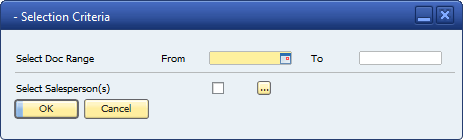 - Selection Criteria
Select Doc Range From To
Select Salesperson(s) ...
OK Cancel